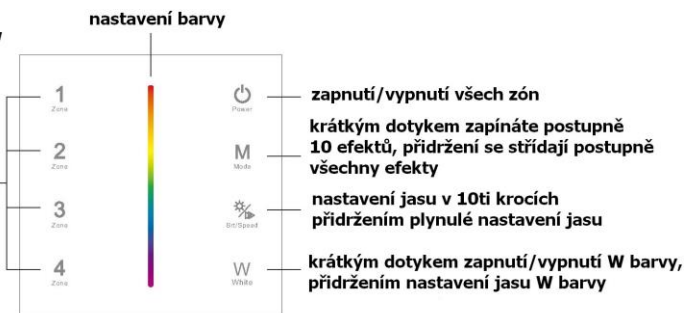 nastavení barvy
1
Zone
2
Zone
3
Zone
4
Zone
Power
M
Mode
Brt/Speed
W
White
zapnutí/vypnutí všech zón
krátkým dotykem zapínáte postupně
10 efektů, přidržení se střídají postupně
všechny efekty
nastavení jasu v 10ti krocích
přidržením plynulé nastavení jasu
krátkým dotykem zapnutí/vypnutí W barvy,
přidržením nastavení jasu W barvy